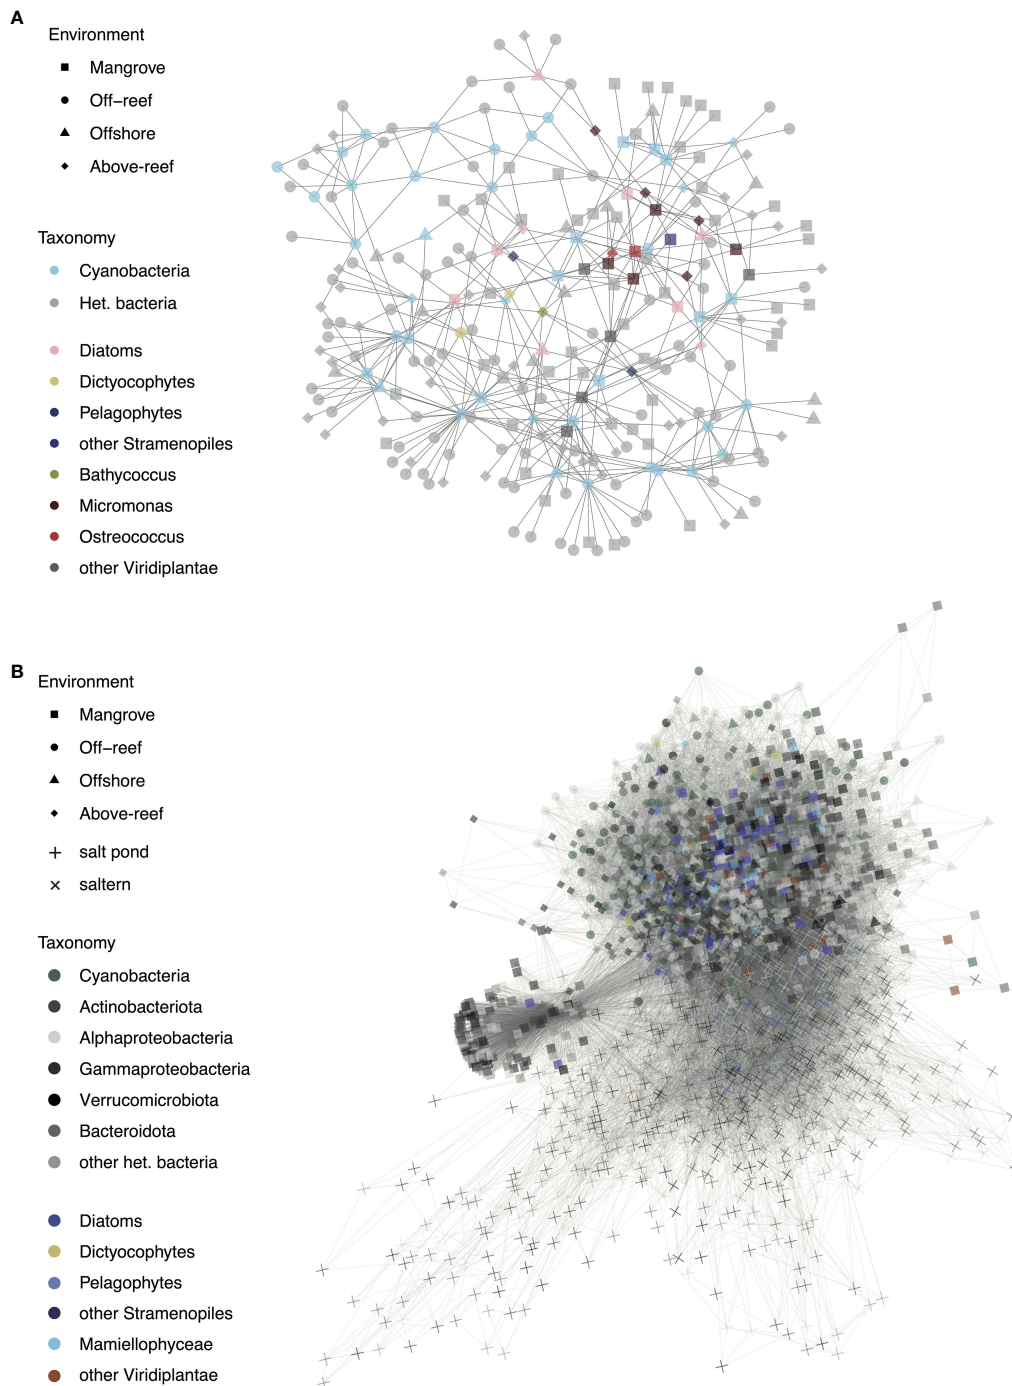 A
Environment
Mangrove
Off−reef
Offshore
Above-reef
Taxonomy
Cyanobacteria
Het. bacteria
Diatoms
Dictyocophytes
Pelagophytes
other Stramenopiles
Bathycoccus
Micromonas
Ostreococcus
other Viridiplantae
B
Environment
Mangrove
Off−reef
Offshore
Above-reef
salt pond
saltern
Taxonomy
Cyanobacteria
Actinobacteriota
Alphaproteobacteria
Gammaproteobacteria
Verrucomicrobiota
Bacteroidota
other het. bacteria
Diatoms
Dictyocophytes
Pelagophytes
other Stramenopiles
Mamiellophyceae
other Viridiplantae